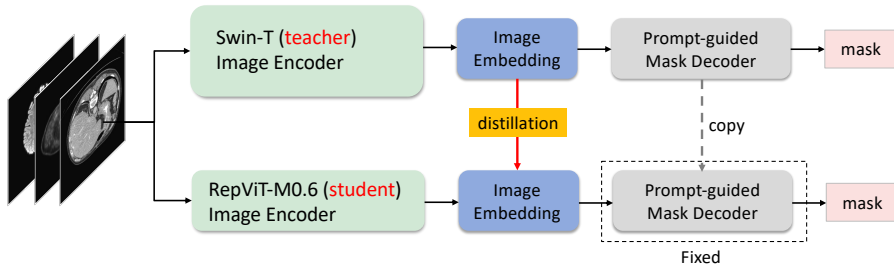 Swin-T (teacher)
Image Encoder
Image
Embedding
Prompt-guided
Mask Decoder
mask
distillation
copy
RepViT-M0.6 (student)
Image Encoder
Image
Embedding
Prompt-guided
Mask Decoder
mask
Fixed